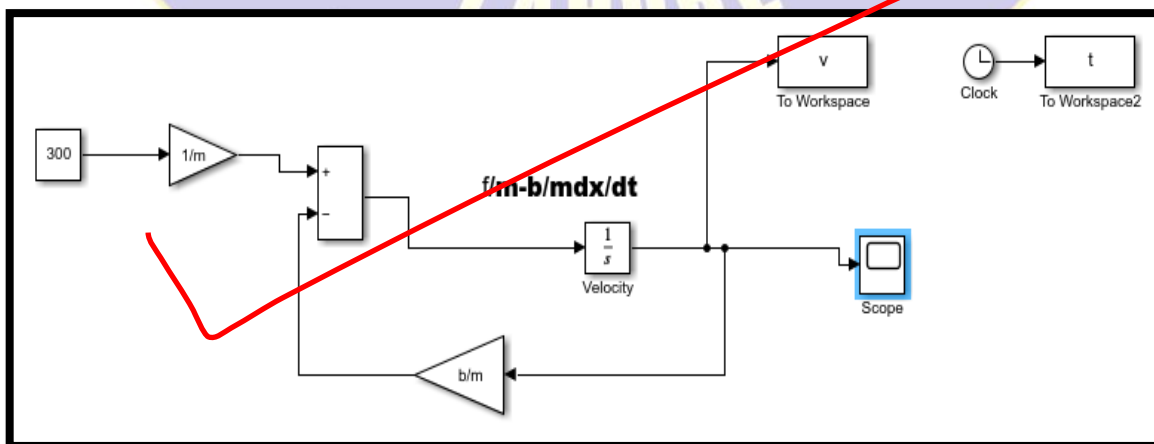 v
t
To Workspace
Clock
To Workspace2
300
1/m
+
−
f/m-b/mdx/dt
1
s
Velocity
Scope
b/m